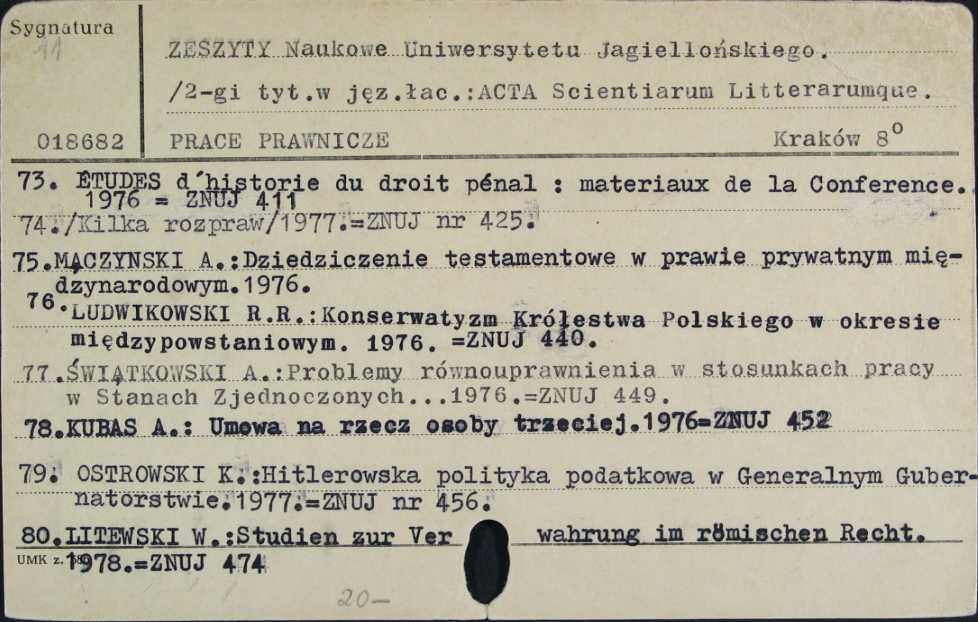 Sygnatura
11
ZESZYTY Naukowe Uniwersytetu Jagiellońskiego.
/2-gi tyt.w jęz.łac.:ACTA Scientiarum Litterarumque.
018682 PRACE PRAWNICZE Kraków 8°
73. ETUDES d'historie du droit pénal : materiaux de la Conference.
1976 = ZNUJ 411
74./Kilka rozpraw/1977.=ZNUJ nr 425.
75.MĄCZYNSKI A.:Dziedziczenie testamentowe w prawie prywatnym mię-
dzynarodowym.1976.
76.LUDWIKOWSKI R.R.:Konserwatyzm Królestwa Polskiego w okresie
międzypowstaniowym. 1976. =ZNUJ 440.
77.ŚWIĄTKOWSKI A.:Problemy równouprawnienia w stosunkach pracy
w Stanach Zjednoczonych...1976.=ZNUJ 449.
78.KUBAS A.: Umowa na rzecz osoby trzeciej.1976=ZNUJ 452
79. OSTROWSKI K.:Hitlerowska polityka podatkowa w Generalnym Guber-
natorstwie.1977.=ZNUJ nr 456.
80.LITEWSKI W.:Studien zur Ver wahrung im römischen Recht.
UMK z. 1978.=ZNUJ 474
20-